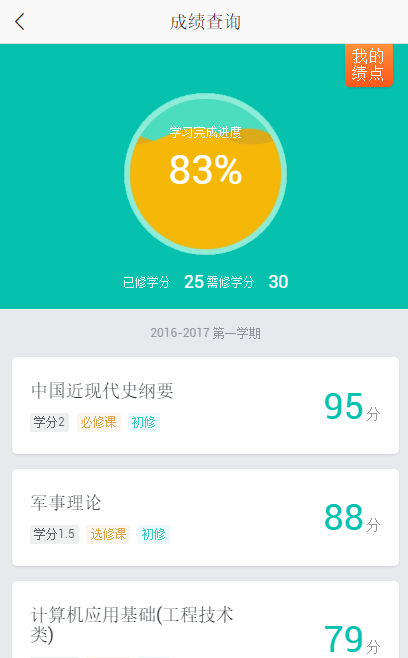 成绩查询
我的
绩点
学习完成进度
83%
已修学分 25 需修学分 30
2016-2017 第一学期
中国近现代史纲要
95分
学分2 必修课 初修
军事理论
88分
学分1.5 选修课 初修
计算机应用基础(工程技术
类)
79分